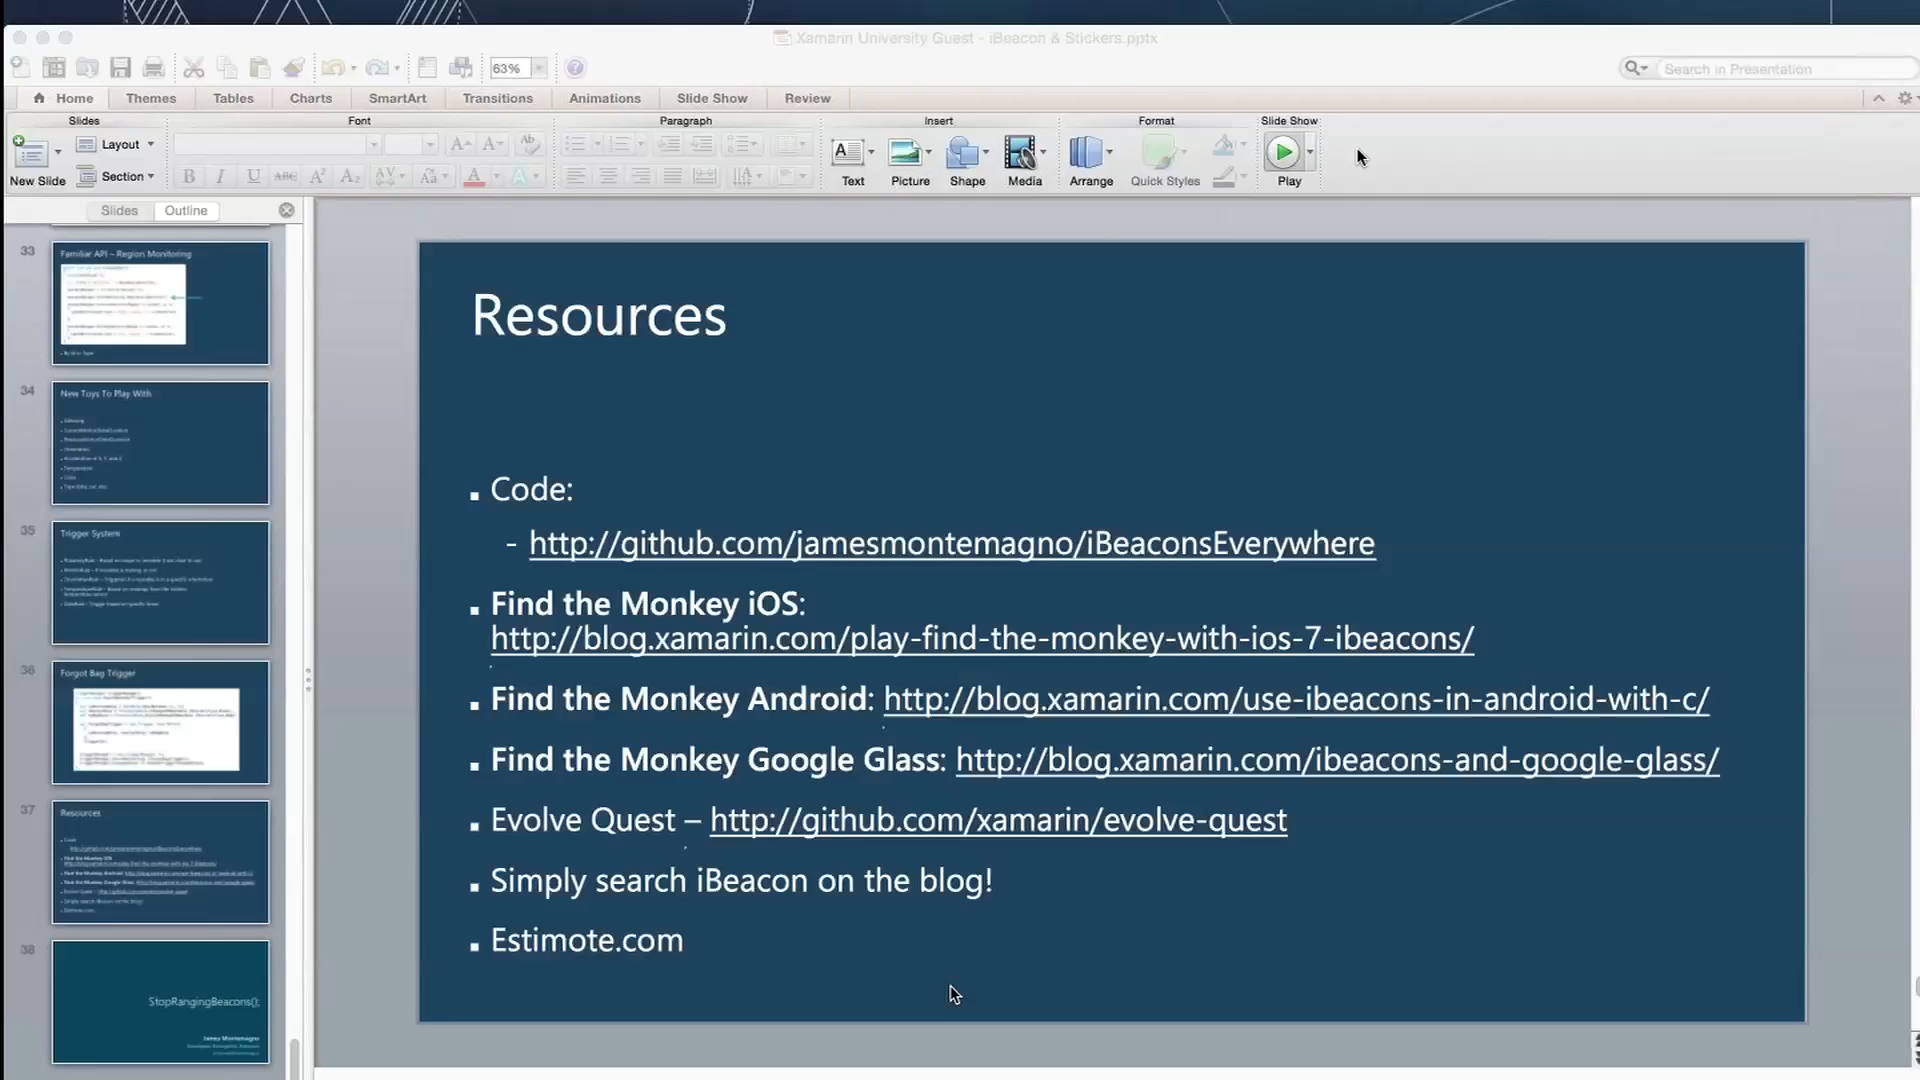 Xamarin University Guest - iBeacon & Stickers.pptx
63%
Search in Presentation
Home Themes Tables Charts SmartArt Transitions Animations Slide Show Review
Slides Font Paragraph Insert Format Slide Show
Layout
Section
New Slide
B I U ABC
Text Picture Shape Media Arrange Quick Styles Play
Slides Outline
33
Familiar API – Region Monitoring
34
New Toys To Play With
35
Trigger System
36
Forgot Bag Trigger
37
Resources
38
StopRangingBeacons();
James Montemagno
Resources
▪ Code:
- http://github.com/jamesmontemagno/iBeaconsEverywhere
▪ Find the Monkey iOS:
http://blog.xamarin.com/play-find-the-monkey-with-ios-7-ibeacons/
▪ Find the Monkey Android: http://blog.xamarin.com/use-ibeacons-in-android-with-c/
▪ Find the Monkey Google Glass: http://blog.xamarin.com/ibeacons-and-google-glass/
▪ Evolve Quest – http://github.com/xamarin/evolve-quest
▪ Simply search iBeacon on the blog!
▪ Estimote.com